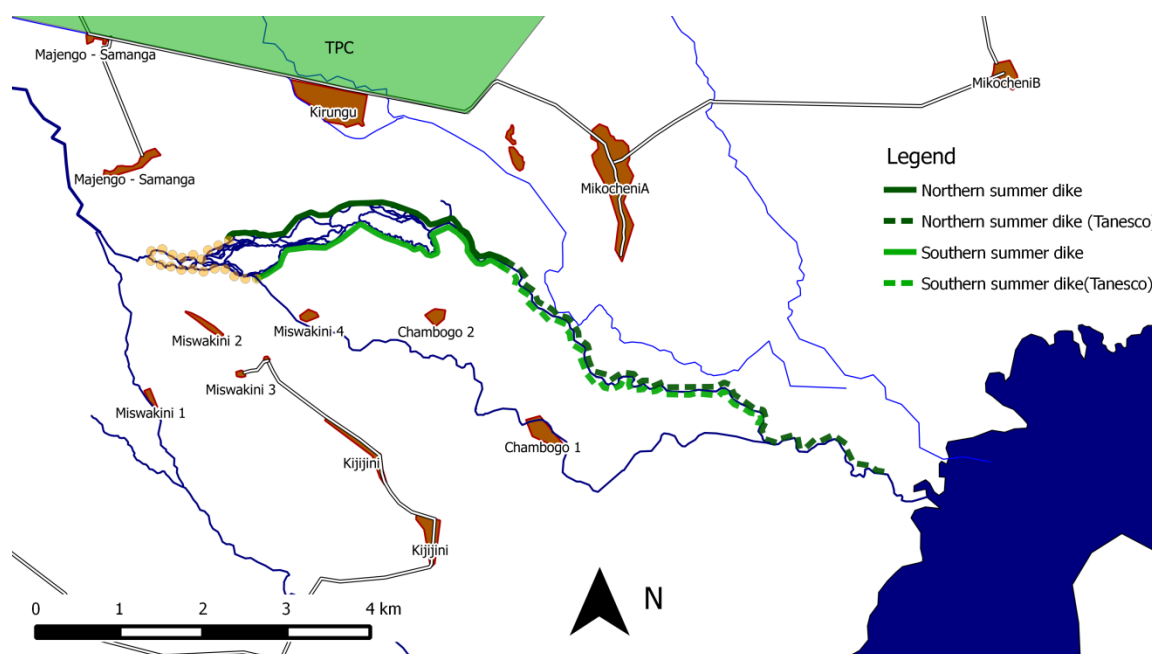 TPC
Majengo - Samanga
MikocheniB
Kirungu
Majengo - Samanga
MikocheniA
Legend
Northern summer dike
Northern summer dike (Tanesco)
Southern summer dike
Southern summer dike(Tanesco)
Miswakini 2
Miswakini-4
Chambogo 2
Miswakini 3
Miswakini 1
Chambogo 1
Kijijini
Kijijini
N
0 1 2 3 4 km